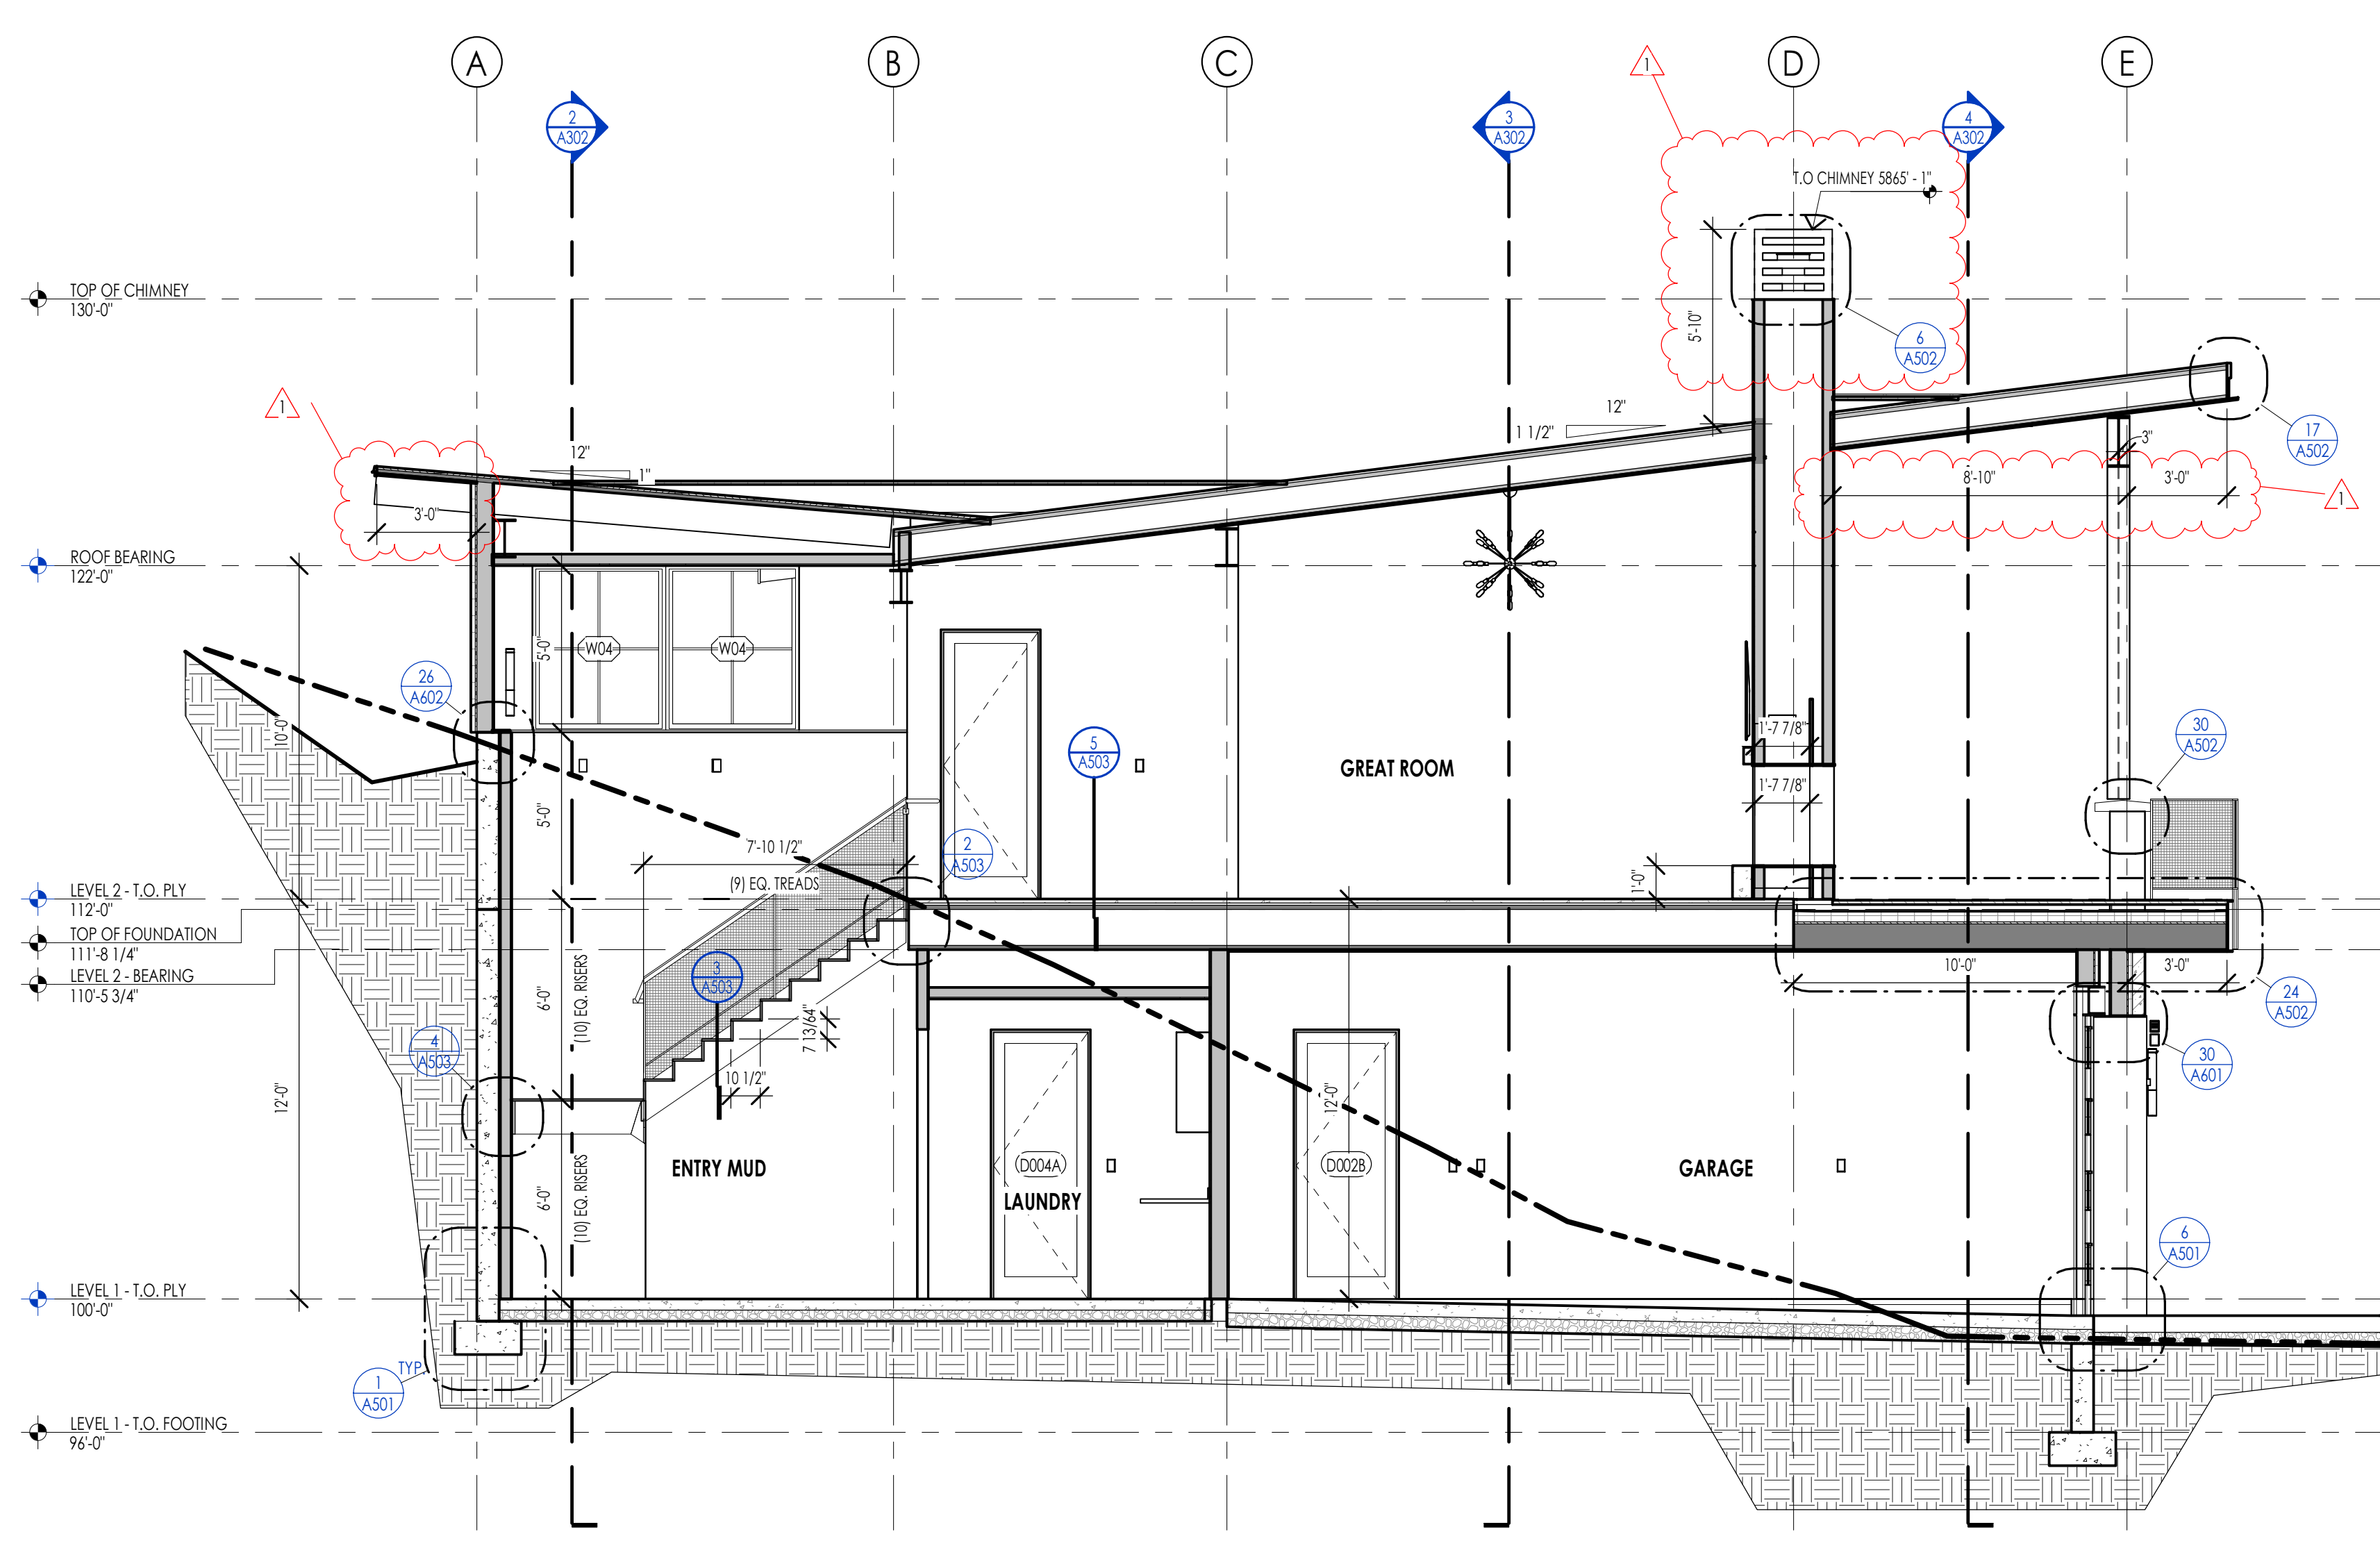 A
B
C
D
E
1
2
A302
3
A302
4
A302
T.O CHIMNEY 5865' - 1"
TOP OF CHIMNEY
130'-0"
5'-10"
6
A502
1
12"
1 1/2"
12"
1"
17
A502
3"
8'-10"
3'-0"
1
3'-0"
ROOF BEARING
122'-0"
W04
W04
5'-0"
26
A602
10'-0"
5
A503
GREAT ROOM
1'-7 7/8"
1'-7 7/8"
30
A502
5'-0"
7'-10 1/2"
(9) EQ. TREADS
2
A503
1'-0"
LEVEL 2 - T.O. PLY
112'-0"
TOP OF FOUNDATION
111'-8 1/4"
LEVEL 2 - BEARING
110'-5 3/4"
10'-0"
3'-0"
24
A502
3
A503
6'-0"
(10) EQ. RISERS
7 13/64"
10 1/2"
4
A503
30
A601
12'-0"
12'-0"
ENTRY MUD
D004A
LAUNDRY
D002B
GARAGE
6'-0"
(10) EQ. RISERS
6
A501
LEVEL 1 - T.O. PLY
100'-0"
TYP
1
A501
LEVEL 1 - T.O. FOOTING
96'-0"